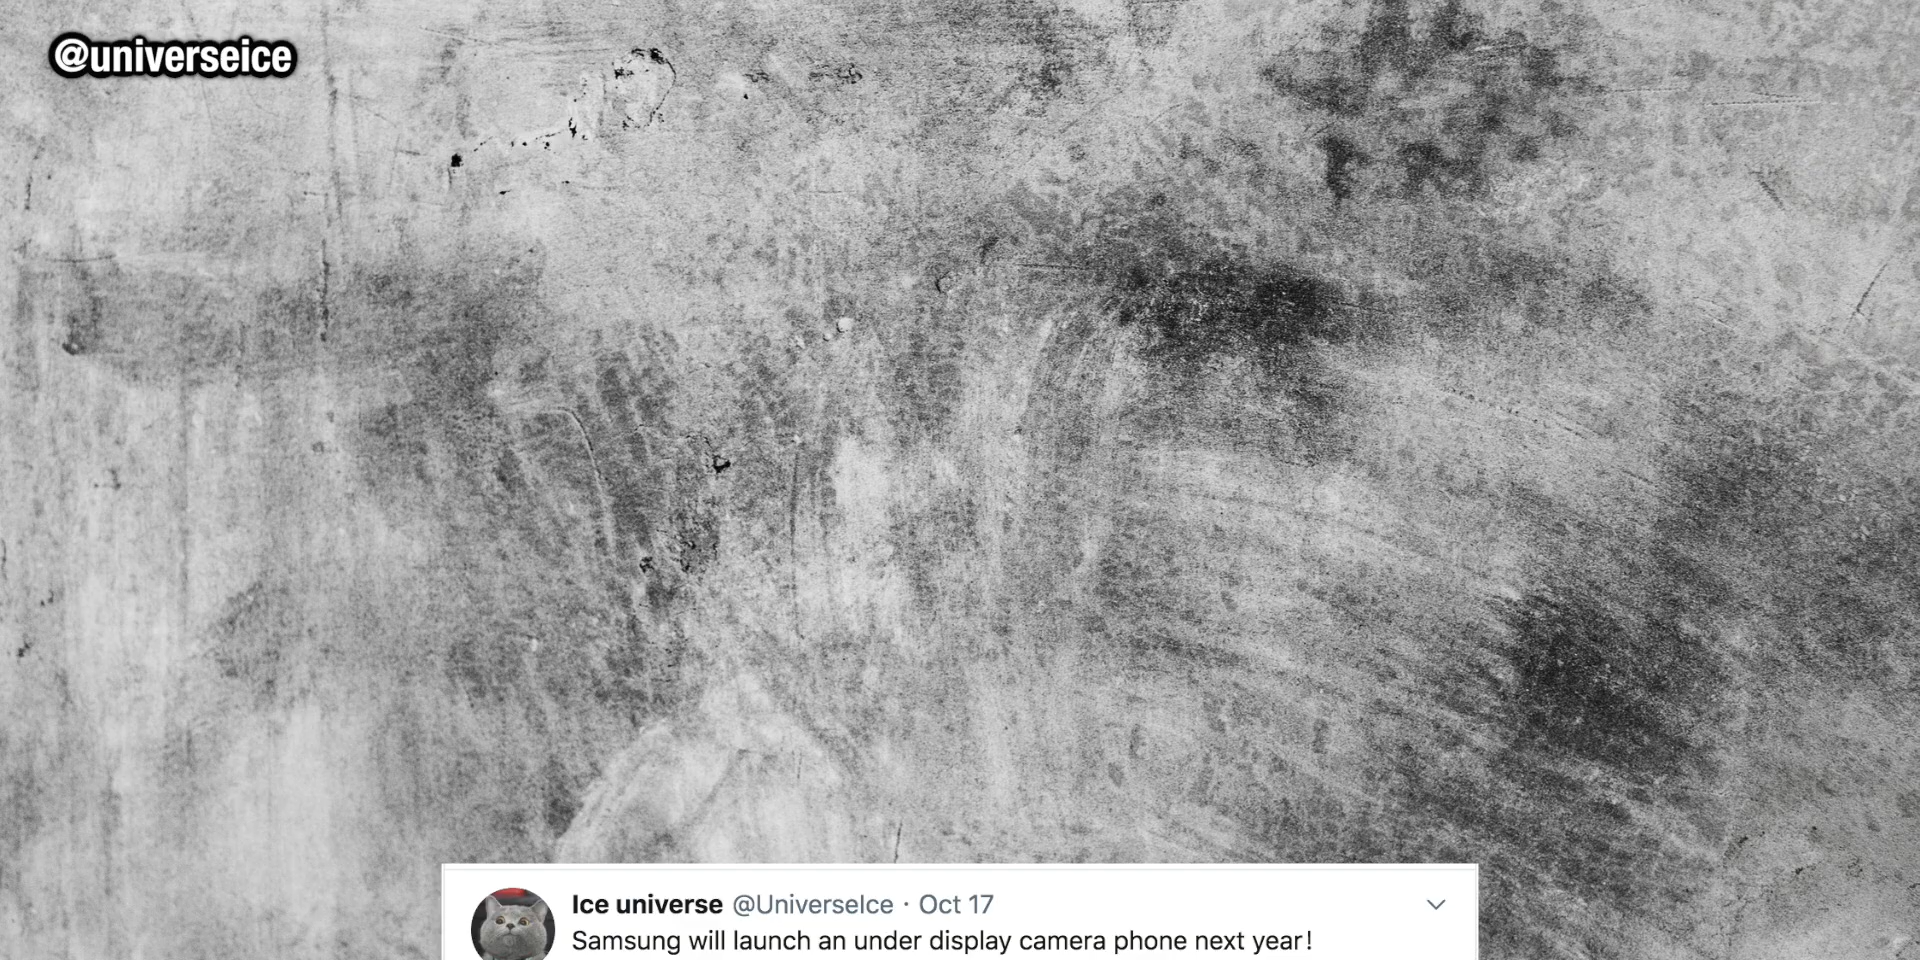 @universeice
Ice universe @UniverseIce · Oct 17
Samsung will launch an under display camera phone next year!